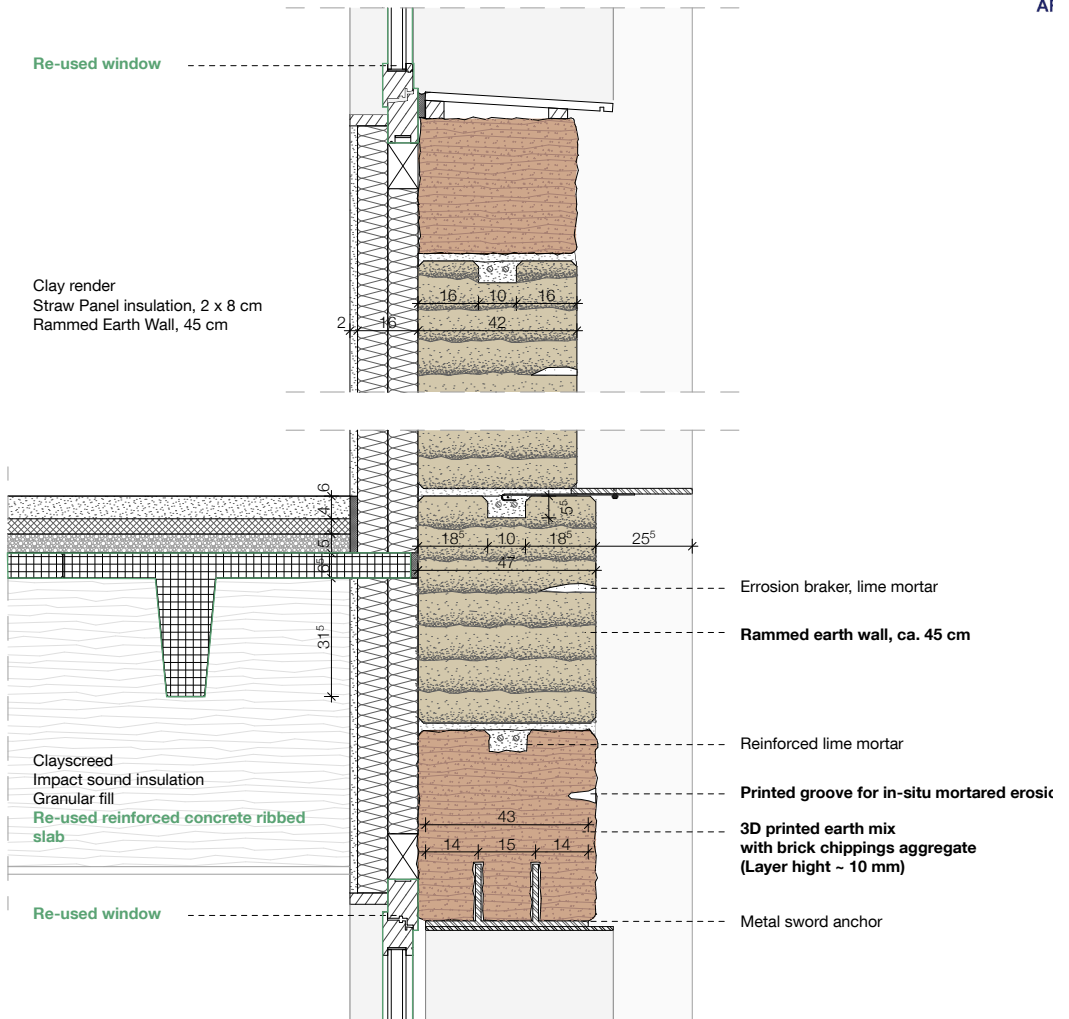 Re-used window
Clay render
Straw Panel insulation, 2 x 8 cm
Rammed Earth Wall, 45 cm
16 10 16
2 16 42
6
4
5
5⁵
18⁵ 10 18⁵ 25⁵
47
6⁵
31⁵
Errosion braker, lime mortar
Rammed earth wall, ca. 45 cm
Reinforced lime mortar
Clayscreed
Impact sound insulation
Granular fill
Re-used reinforced concrete ribbed
slab
Printed groove for in-situ mortared
43
14 15 14
3D printed earth mix
with brick chippings aggregate
(Layer hight ~ 10 mm)
Re-used window
Metal sword anchor